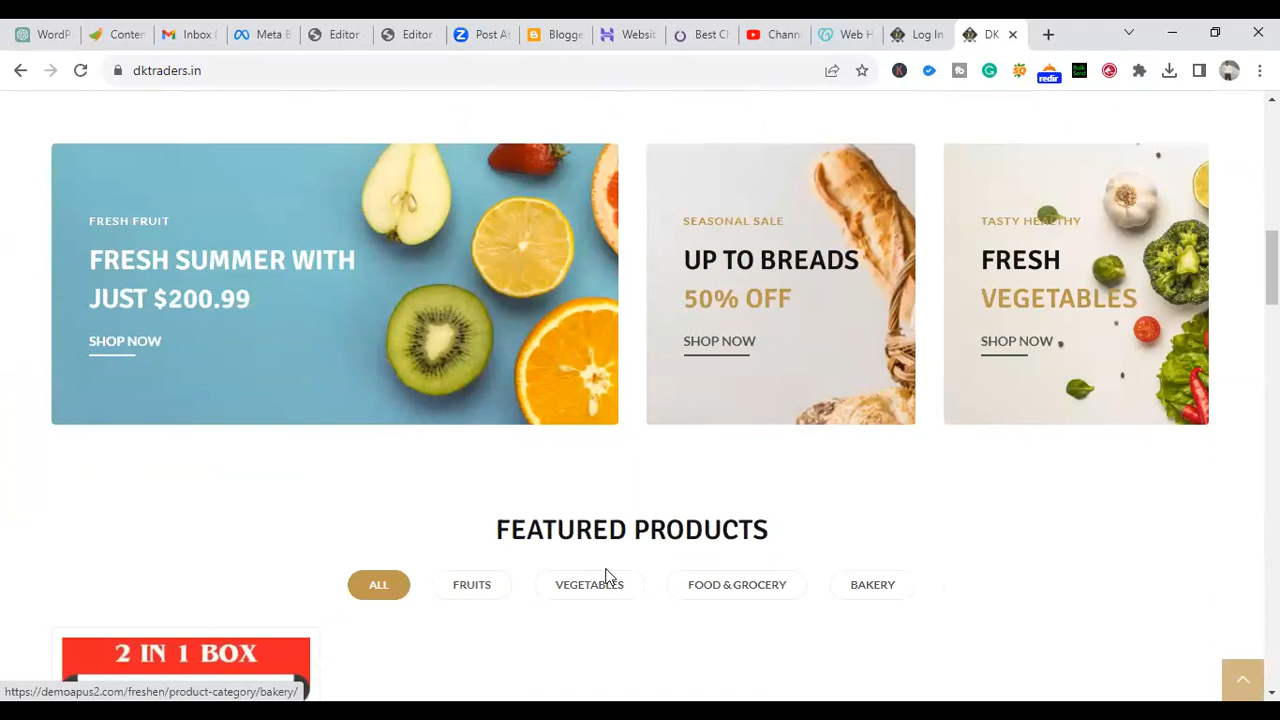 WordP
Conten
Inbox (
Meta B
Editor
Editor
Post At
Blogge
Websit
Best Ch
Chann
Web H
Log In
DK
dktraders.in
redir
FRESH FRUIT
FRESH SUMMER WITH
JUST $200.99
SHOP NOW
SEASONAL SALE
UP TO BREADS
50% OFF
SHOP NOW
TASTY HEALTHY
FRESH
VEGETABLES
SHOP NOW
FEATURED PRODUCTS
ALL
FRUITS
VEGETABLES
FOOD & GROCERY
BAKERY
2 IN 1 BOX
https://demoapus2.com/freshen/product-category/bakery/